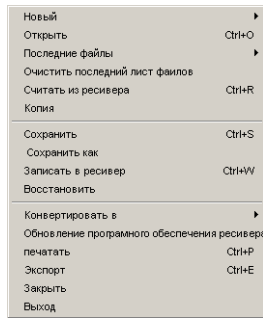 Новый
Открыть Ctrl+O
Последние файлы
Очистить последний лист фаилов
Считать из ресивера Ctrl+R
Копия
Сохранить Ctrl+S
Сохранить как
Записать в ресивер Ctrl+W
Восстановить
Конвертировать в
Обновление програмного обеспечения ресивера
печатать Ctrl+P
Экспорт Ctrl+E
Закрыть
Выход